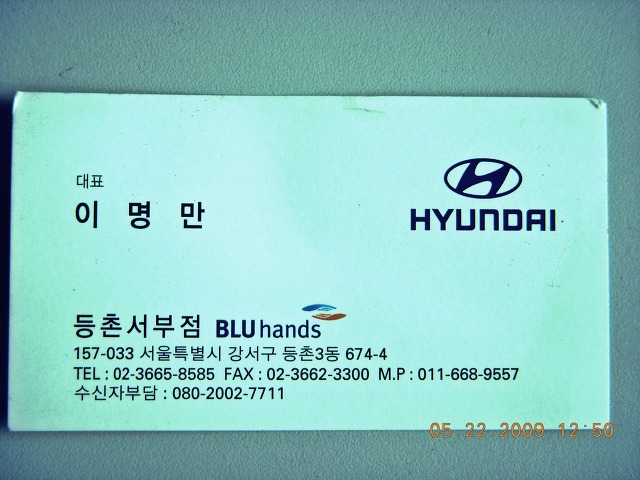 대표
이 명 만
HYUNDAI
등촌서부점 BLUhands
157-033 서울특별시 강서구 등촌3동 674-4
TEL : 02-3665-8585 FAX : 02-3662-3300 M.P : 011-668-9557
수신자부담 : 080-2002-7711
05.22.2009 12:50